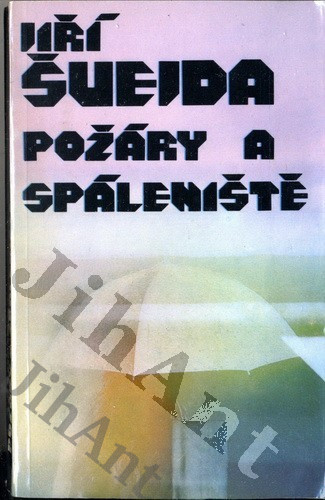 JIŘÍ
ŠVEJDA
POŽÁRY A
SPÁLENIŠTĚ
JihAnt
JihAnt